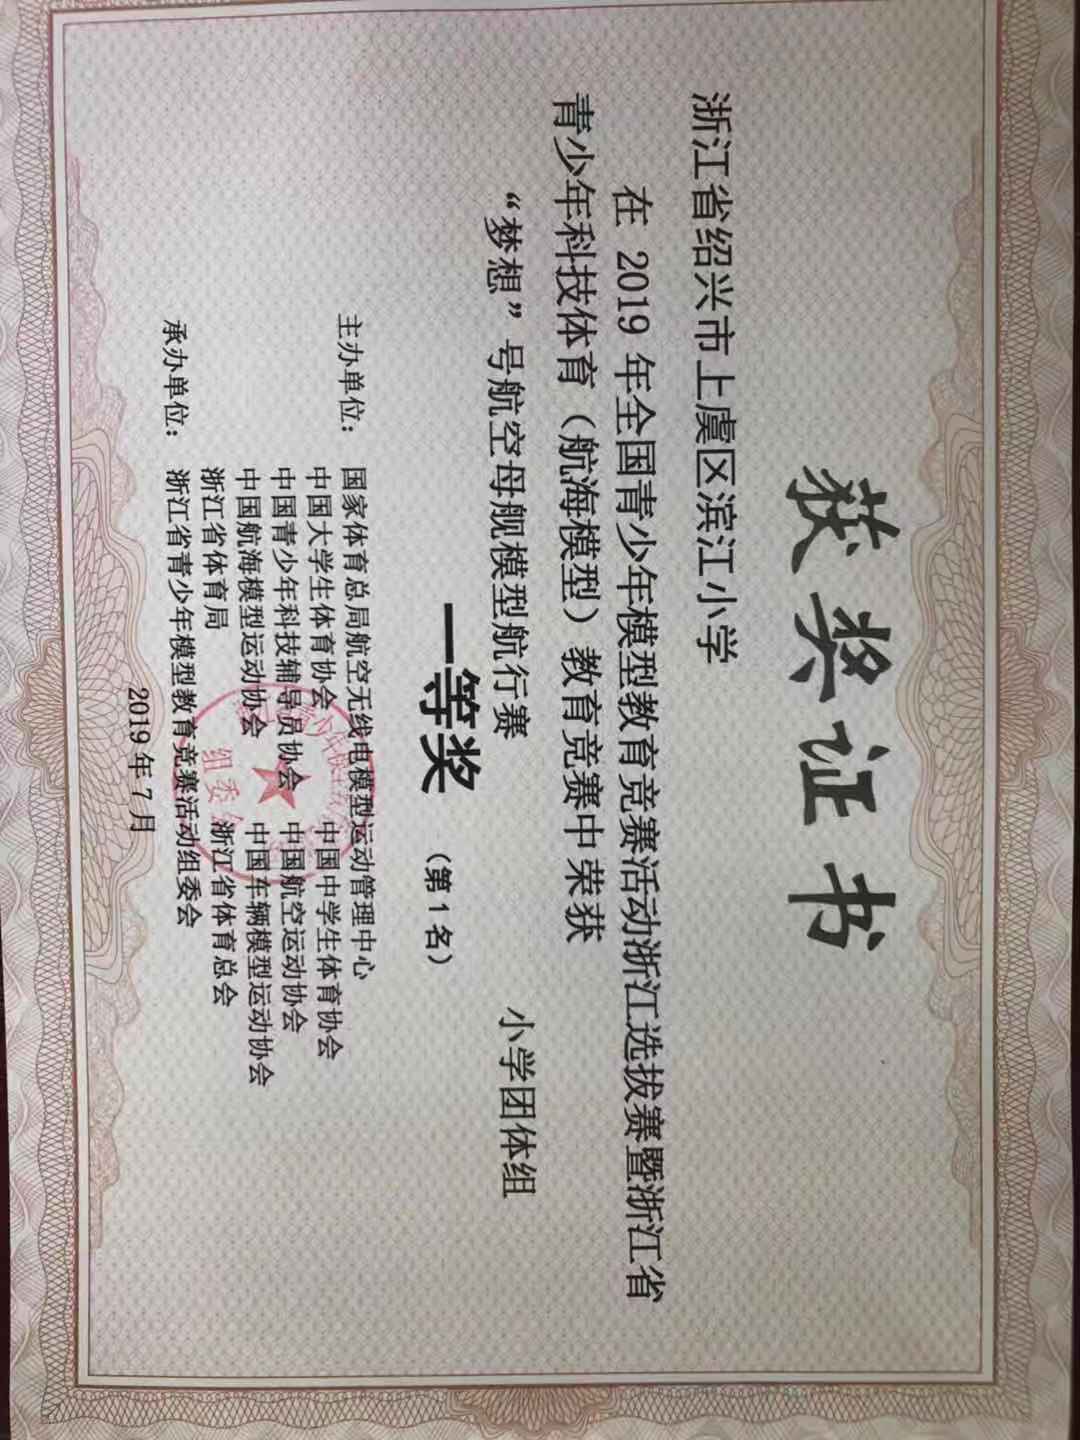 获奖证书
浙江省绍兴市上虞区滨江小学
在 2019 年全国青少年模型教育竞赛活动浙江选拔赛暨浙江省
青少年科技体育（航海模型）教育竞赛中荣获
“梦想”号航空母舰模型航行赛 小学团体组
一等奖 （第 1 名）
主办单位： 国家体育总局航空无线电模型运动管理中心
中国大学生体育协会 中国中学生体育协会
中国青少年科技辅导员协会 中国航空运动协会
中国航海模型运动协会 中国车辆模型运动协会
浙江省体育局 浙江省体育总会
承办单位： 浙江省青少年模型教育竞赛活动组委会
2019 年 7 月
组委会